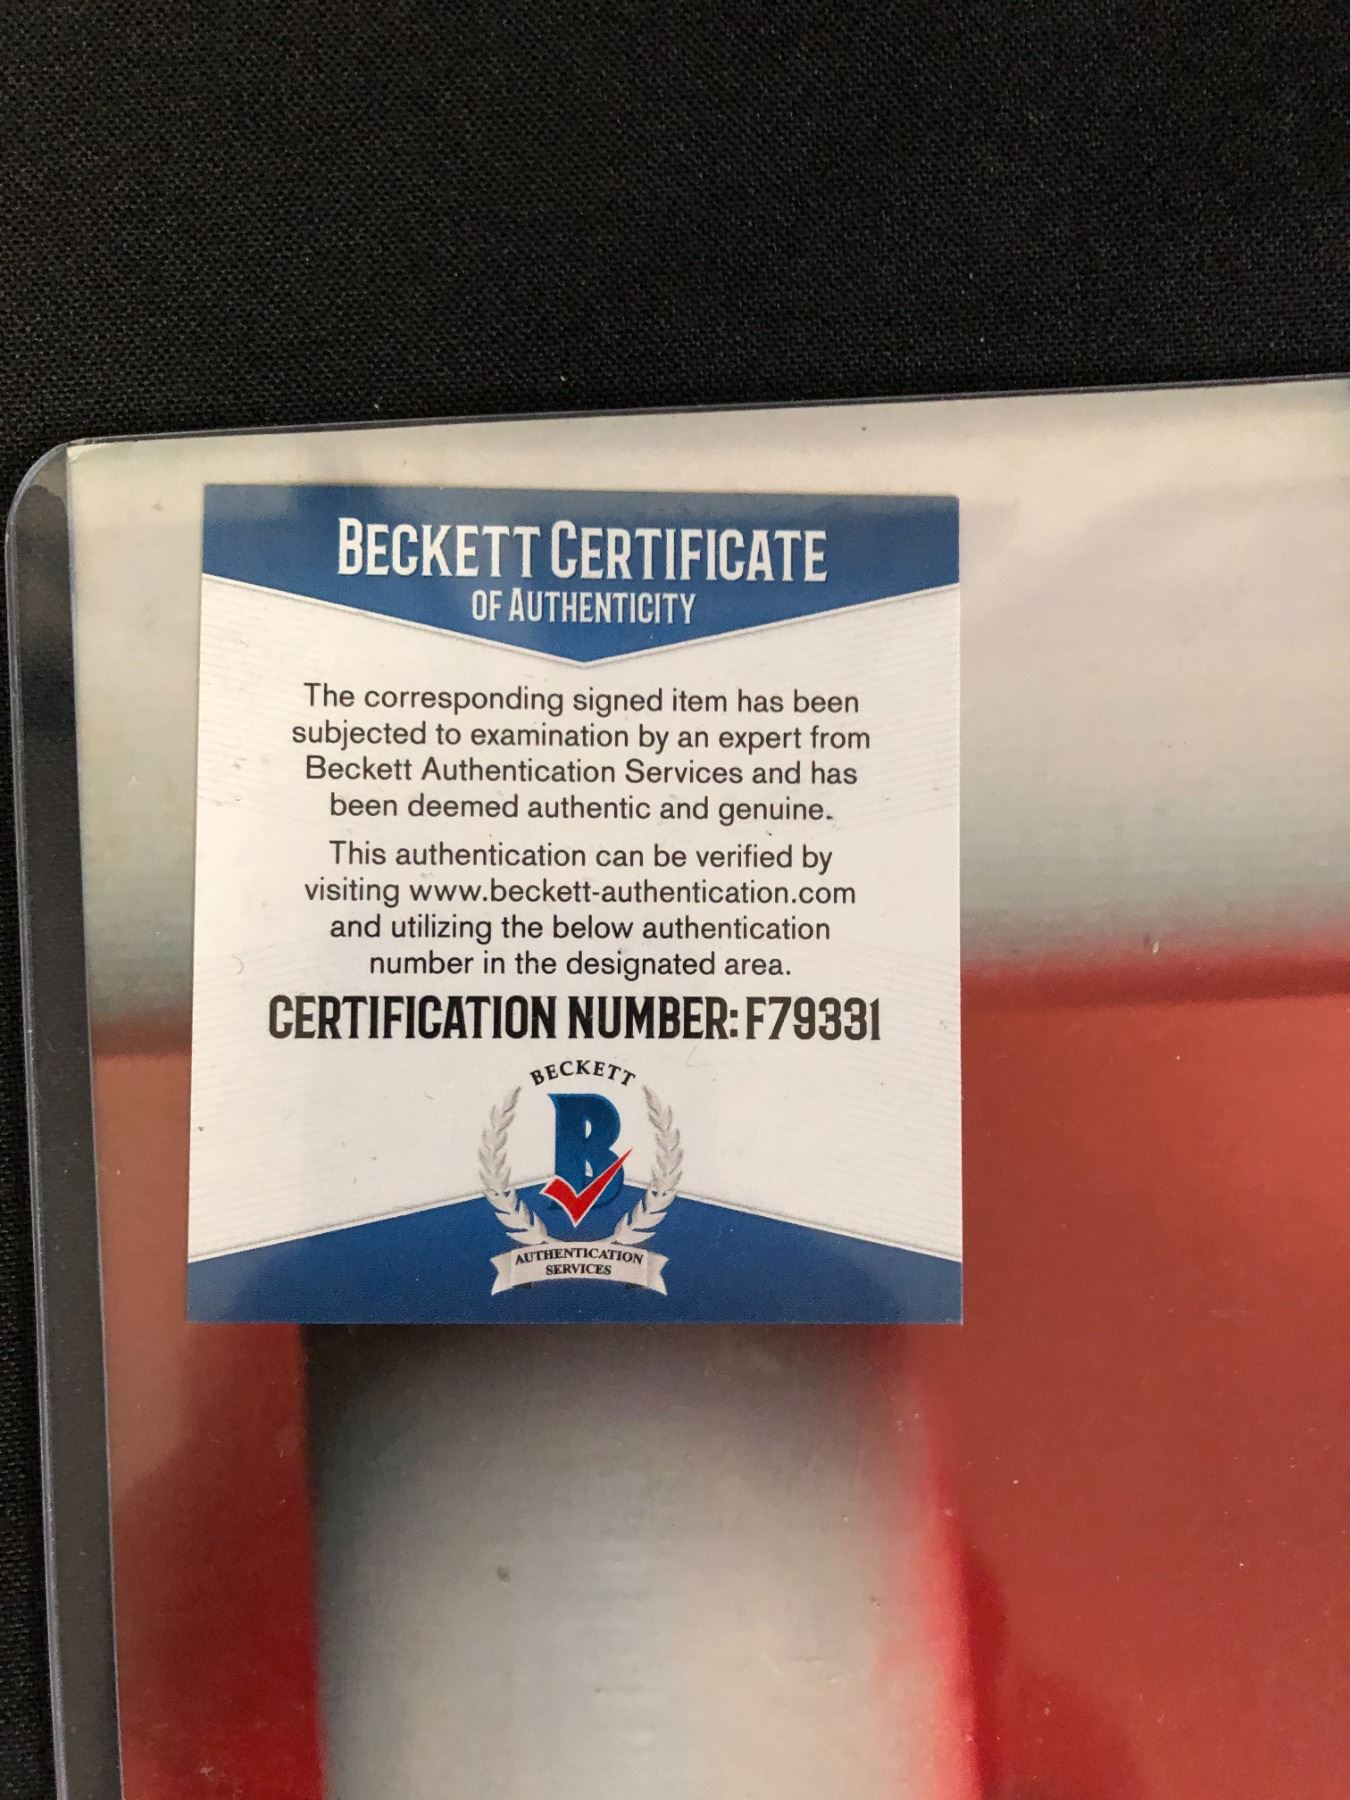 BECKETT CERTIFICATE
OF AUTHENTICITY
The corresponding signed item has been
subjected to examination by an expert from
Beckett Authentication Services and has
been deemed authentic and genuine.
This authentication can be verified by
visiting www.beckett-authentication.com
and utilizing the below authentication
number in the designated area.
CERTIFICATION NUMBER: F79331
BECKETT
B
AUTHENTICATION
SERVICES